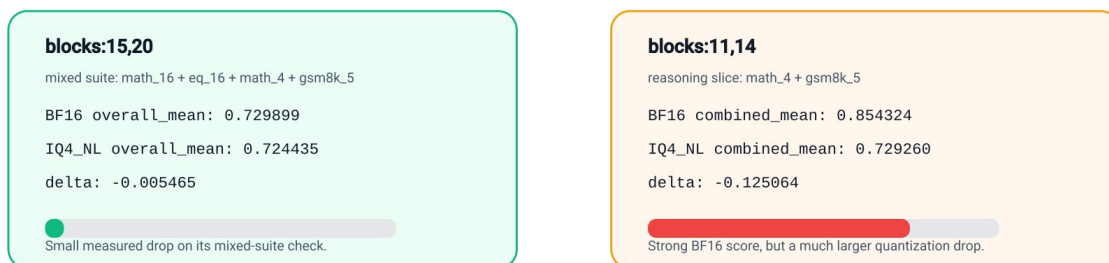 blocks:15,20
mixed suite: math_16 + eq_16 + math_4 + gsm8k_5
BF16 overall_mean: 0.729899
IQ4_NL overall_mean: 0.724435
delta: -0.005465
Small measured drop on its mixed-suite check.
blocks:11,14
reasoning slice: math_4 + gsm8k_5
BF16 combined_mean: 0.854324
IQ4_NL combined_mean: 0.729260
delta: -0.125064
Strong BF16 score, but a much larger quantization drop.